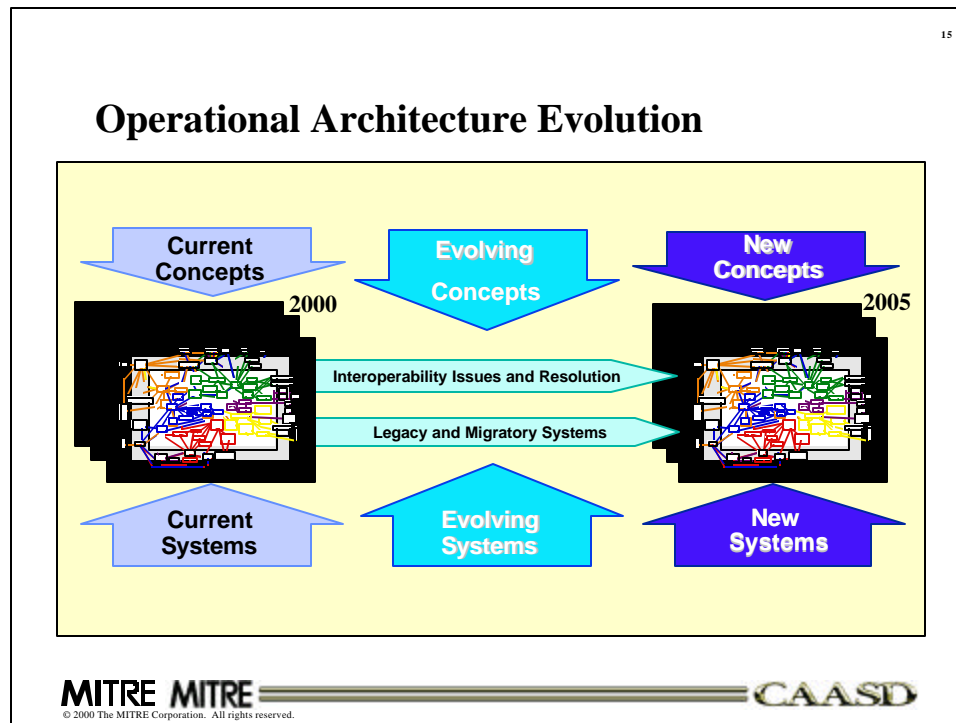 15
Operational Architecture Evolution
Current
Concepts
Evolving
Concepts
New
Concepts
2000
2005
Interoperability Issues and Resolution
Legacy and Migratory Systems
Current
Systems
Evolving
Systems
New
Systems
MITRE MITRE CAASD
© 2000 The MITRE Corporation. All rights reserved.